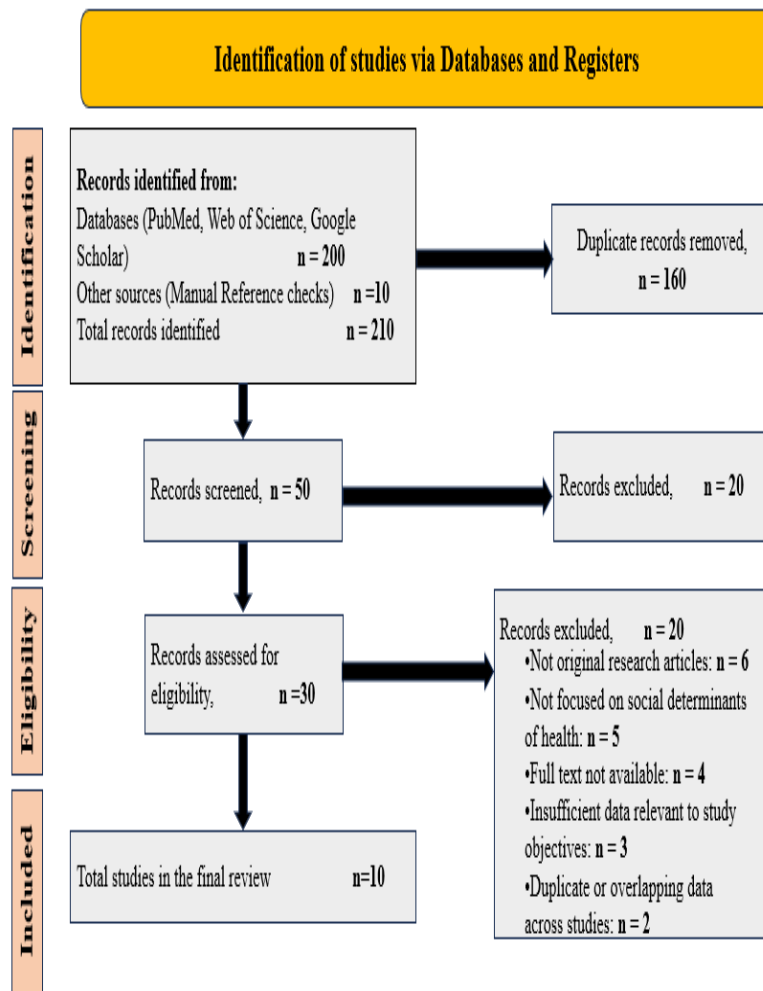 Identification of studies via Databases and Registers
Identification
Records identified from:
Databases (PubMed, Web of Science, Google
Scholar) n = 200
Other sources (Manual Reference checks) n =10
Total records identified n = 210
Duplicate records removed,
n = 160
Screening
Records screened, n = 50
Records excluded, n = 20
Eligibility
Records assessed for
eligibility, n =30
Records excluded, n = 20
•Not original research articles: n = 6
•Not focused on social determinants
of health: n = 5
•Full text not available: n = 4
•Insufficient data relevant to study
objectives: n = 3
•Duplicate or overlapping data
across studies: n = 2
Included
Total studies in the final review n=10